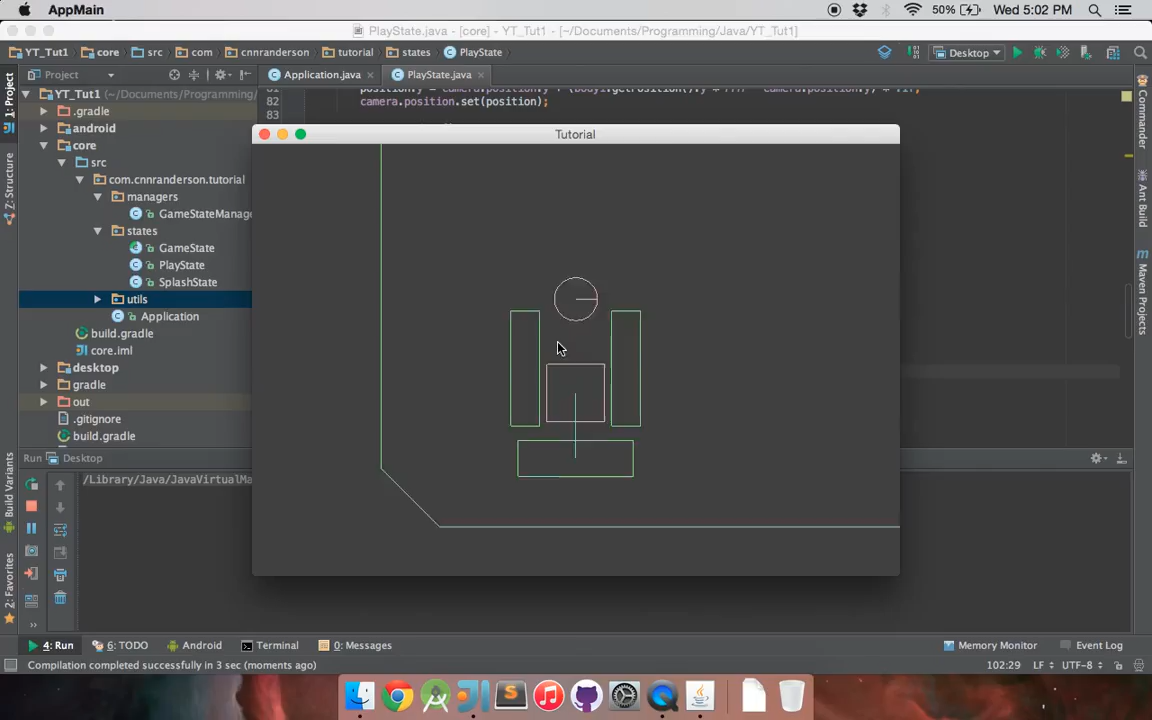 AppMain
50%
Wed 5:02 PM
PlayState.java - [core] - YT_Tut1 - [~/Documents/Programming/Java/YT_Tut1]
YT_Tut1
core
src
com
cnnranderson
tutorial
states
PlayState
Desktop
Project
Application.java
PlayState.java
1: Project
Z: Structure
Build Variants
2: Favorites
Commander
Ant Build
Maven Projects
YT_Tut1 (~/Documents/Programming/
.gradle
android
core
src
com.cnnranderson.tutorial
managers
GameStateManag
states
GameState
PlayState
SplashState
utils
Application
build.gradle
core.iml
desktop
gradle
out
.gitignore
build.gradle
82 camera.position.set(position);
83
Tutorial
Run Desktop
/Library/Java/JavaVirtualMa
4: Run
6: TODO
Android
Terminal
0: Messages
Memory Monitor
Event Log
Compilation completed successfully in 3 sec (moments ago)
102:29
LF
UTF-8